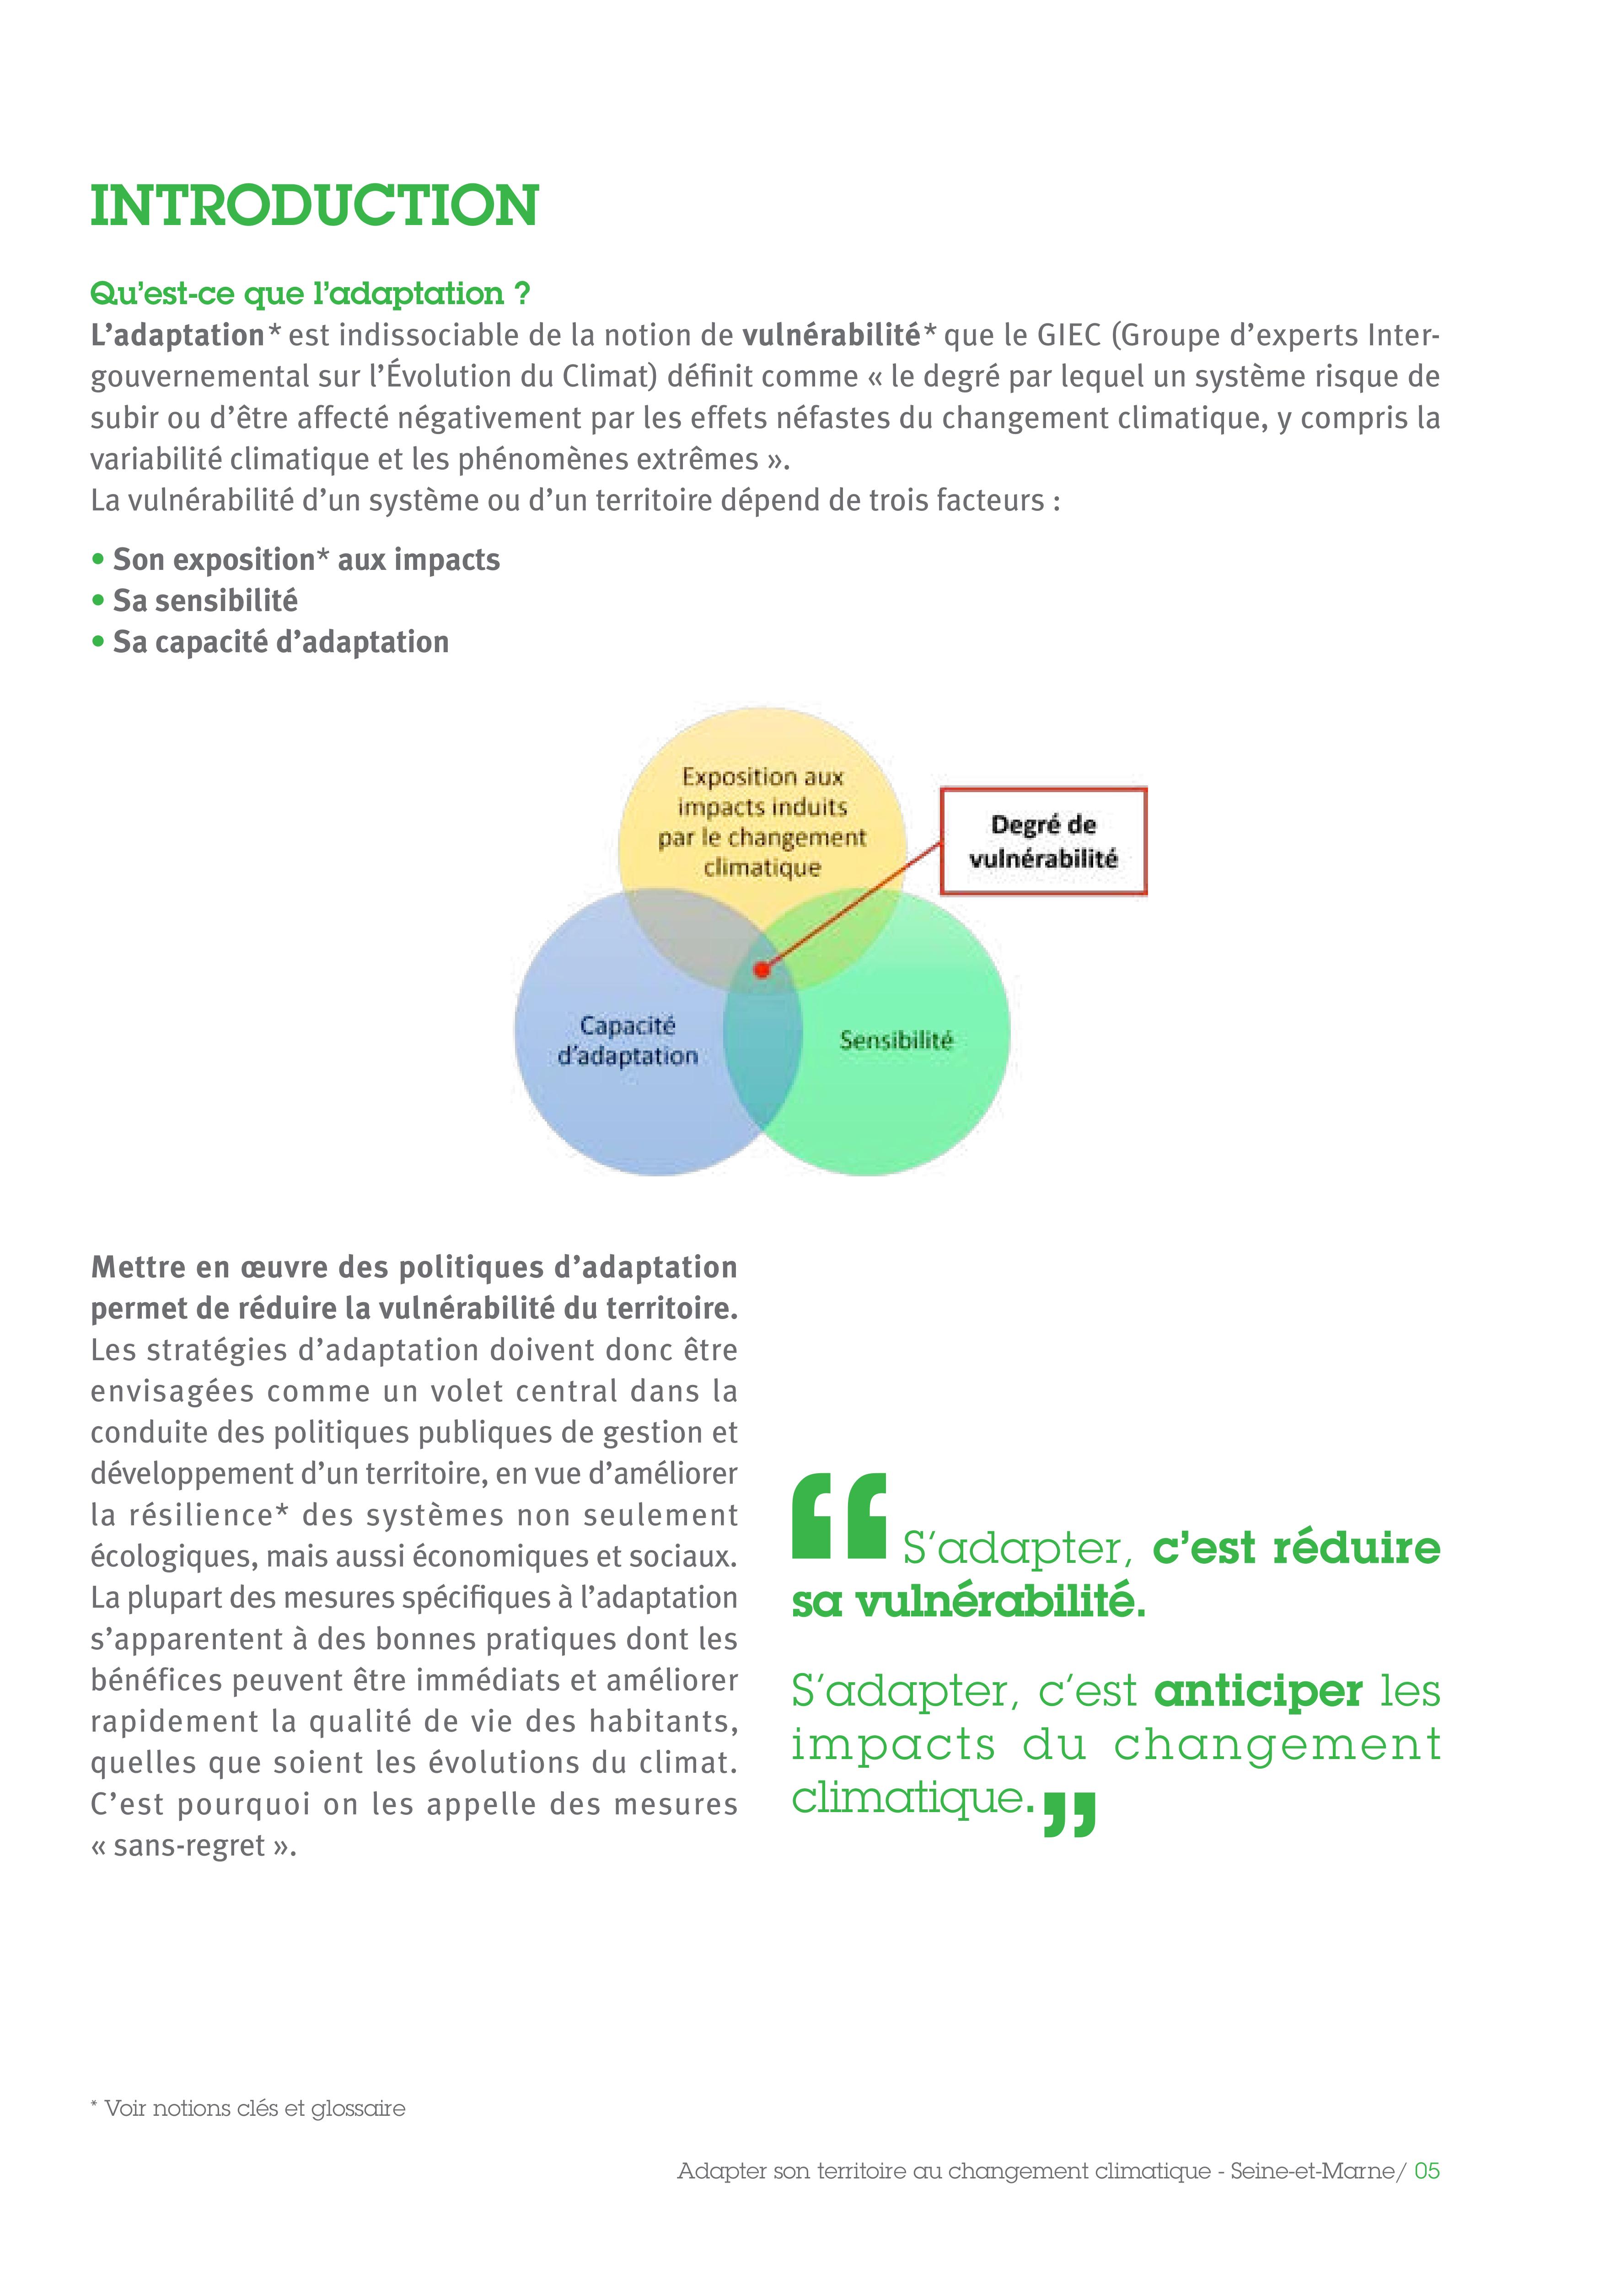 INTRODUCTION
Qu’est-ce que l’adaptation ?
L’adaptation* est indissociable de la notion de vulnérabilité* que le GIEC (Groupe d’experts Inter-
gouvernemental sur l’Évolution du Climat) définit comme « le degré par lequel un système risque de
subir ou d’être affecté négativement par les effets néfastes du changement climatique, y compris la
variabilité climatique et les phénomènes extrêmes ».
La vulnérabilité d’un système ou d’un territoire dépend de trois facteurs :
• Son exposition* aux impacts
• Sa sensibilité
• Sa capacité d’adaptation
Exposition aux
impacts induits
par le changement
climatique
Degré de
vulnérabilité
Capacité
d’adaptation
Sensibilité
Mettre en œuvre des politiques d’adaptation
permet de réduire la vulnérabilité du territoire.
Les stratégies d’adaptation doivent donc être
envisagées comme un volet central dans la
conduite des politiques publiques de gestion et
développement d’un territoire, en vue d’améliorer
la résilience* des systèmes non seulement
écologiques, mais aussi économiques et sociaux.
La plupart des mesures spécifiques à l’adaptation
s’apparentent à des bonnes pratiques dont les
bénéfices peuvent être immédiats et améliorer
rapidement la qualité de vie des habitants,
quelles que soient les évolutions du climat.
C’est pourquoi on les appelle des mesures
« sans-regret ».
“ S’adapter, c’est réduire
sa vulnérabilité.
S’adapter, c’est anticiper les
impacts du changement
climatique. ”
* Voir notions clés et glossaire
Adapter son territoire au changement climatique - Seine-et-Marne/ 05